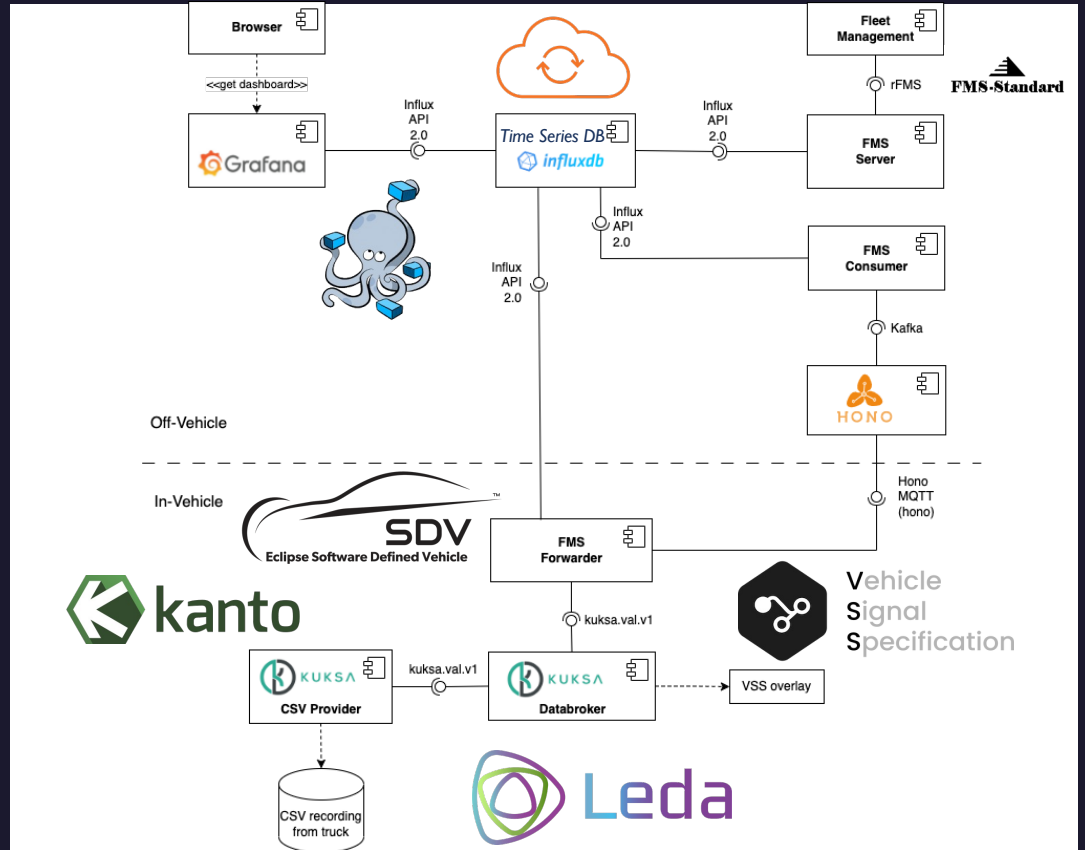 Browser
<<get dashboard>>
Grafana
Influx
API
2.0
Time Series DB
influxdb
Influx
API
2.0
Fleet
Management
rFMS
FMS-Standard
FMS
Server
Influx
API
2.0
Influx
API
2.0
FMS
Consumer
Kafka
HONO
Off-Vehicle
In-Vehicle
Hono
MQTT
(hono)
SDV
™
Eclipse Software Defined Vehicle
FMS
Forwarder
kanto
kuksa.val.v1
Vehicle
Signal
Specification
KUKSA
CSV Provider
kuksa.val.v1
KUKSA
Databroker
VSS overlay
CSV recording
from truck
Leda